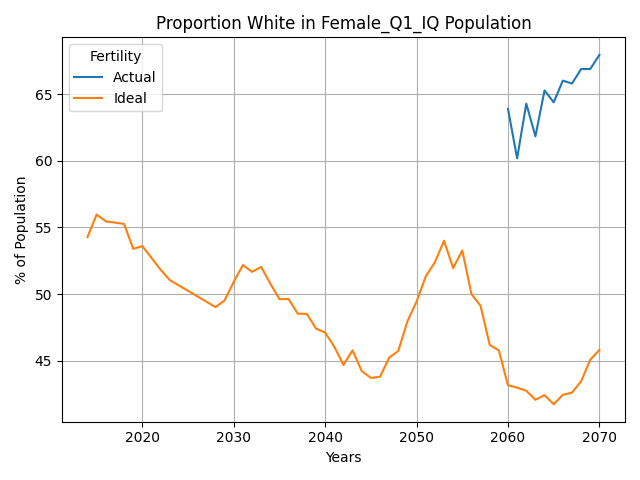 Proportion White in Female_Q1_IQ Population
Fertility
Actual
Ideal
% of Population
65
60
55
50
45
2020
2030
2040
2050
2060
2070
Years